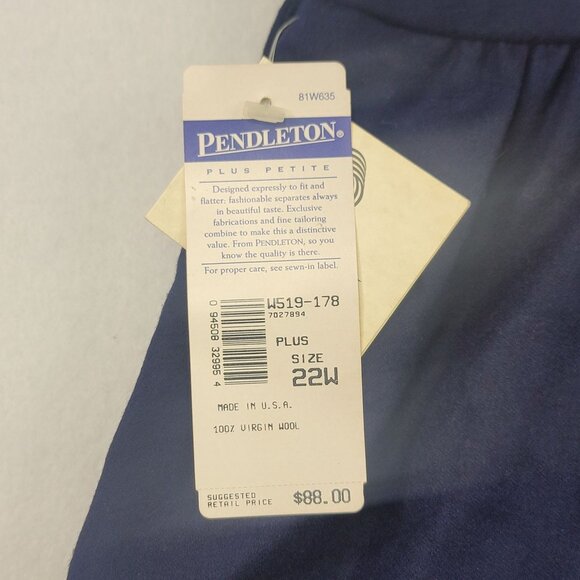 81W635
PENDLETON®
PLUS PETITE
Designed expressly to fit and
flatter; fashionable separates always
in beautiful taste. Exclusive
fabrications and fine tailoring
combine to make this a distinctive
value. From PENDLETON, so you
know the quality is there.
For proper care, see sewn-in label.
0 94508 32995 4
W519-178
7027894
PLUS
SIZE
22W
MADE IN U.S.A.
100% VIRGIN WOOL
SUGGESTED
RETAIL PRICE $88.00